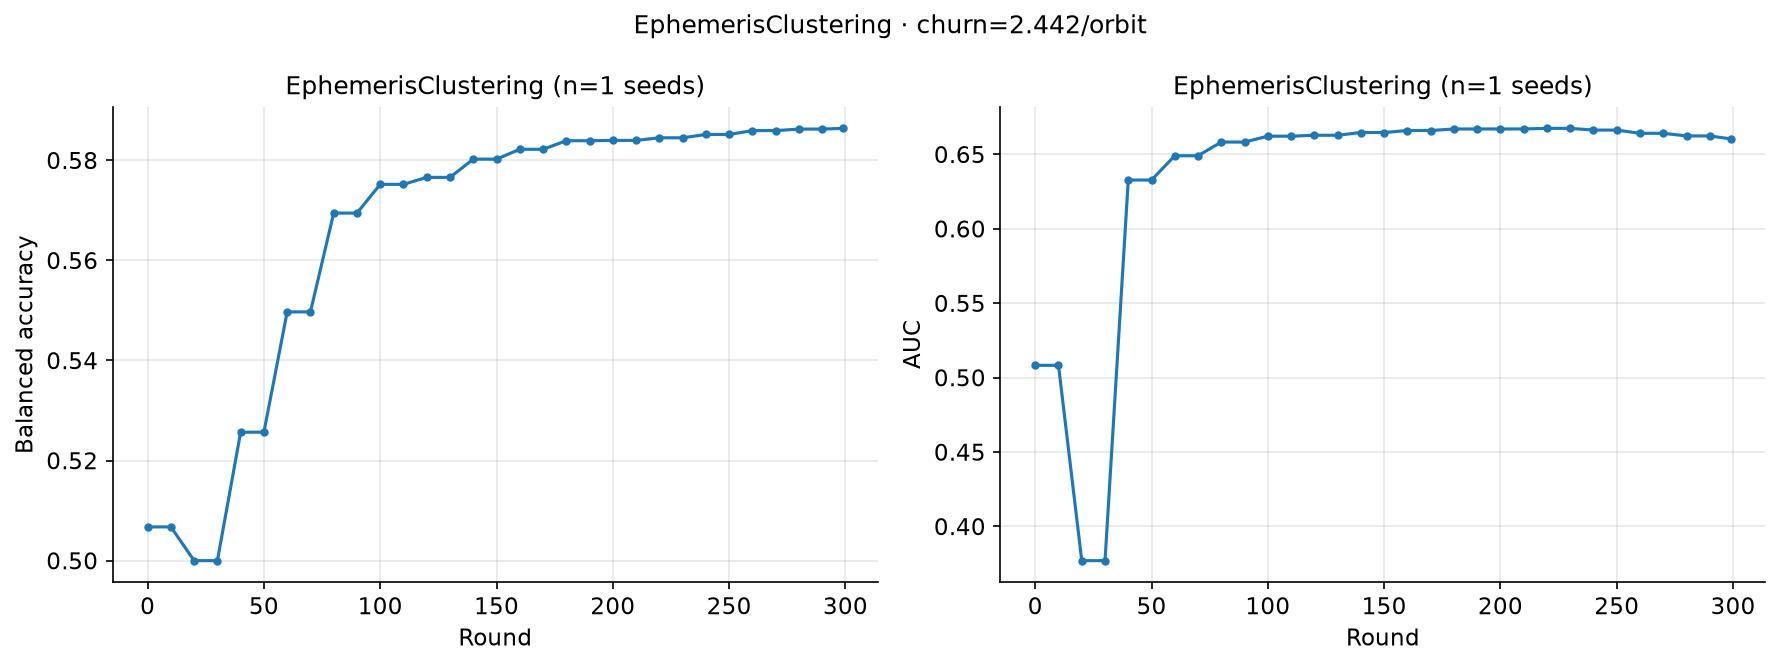 EphemerisClustering · churn=2.442/orbit
EphemerisClustering (n=1 seeds)
Balanced accuracy
0.58
0.56
0.54
0.52
0.50
0 50 100 150 200 250 300
Round
EphemerisClustering (n=1 seeds)
AUC
0.65
0.60
0.55
0.50
0.45
0.40
0 50 100 150 200 250 300
Round